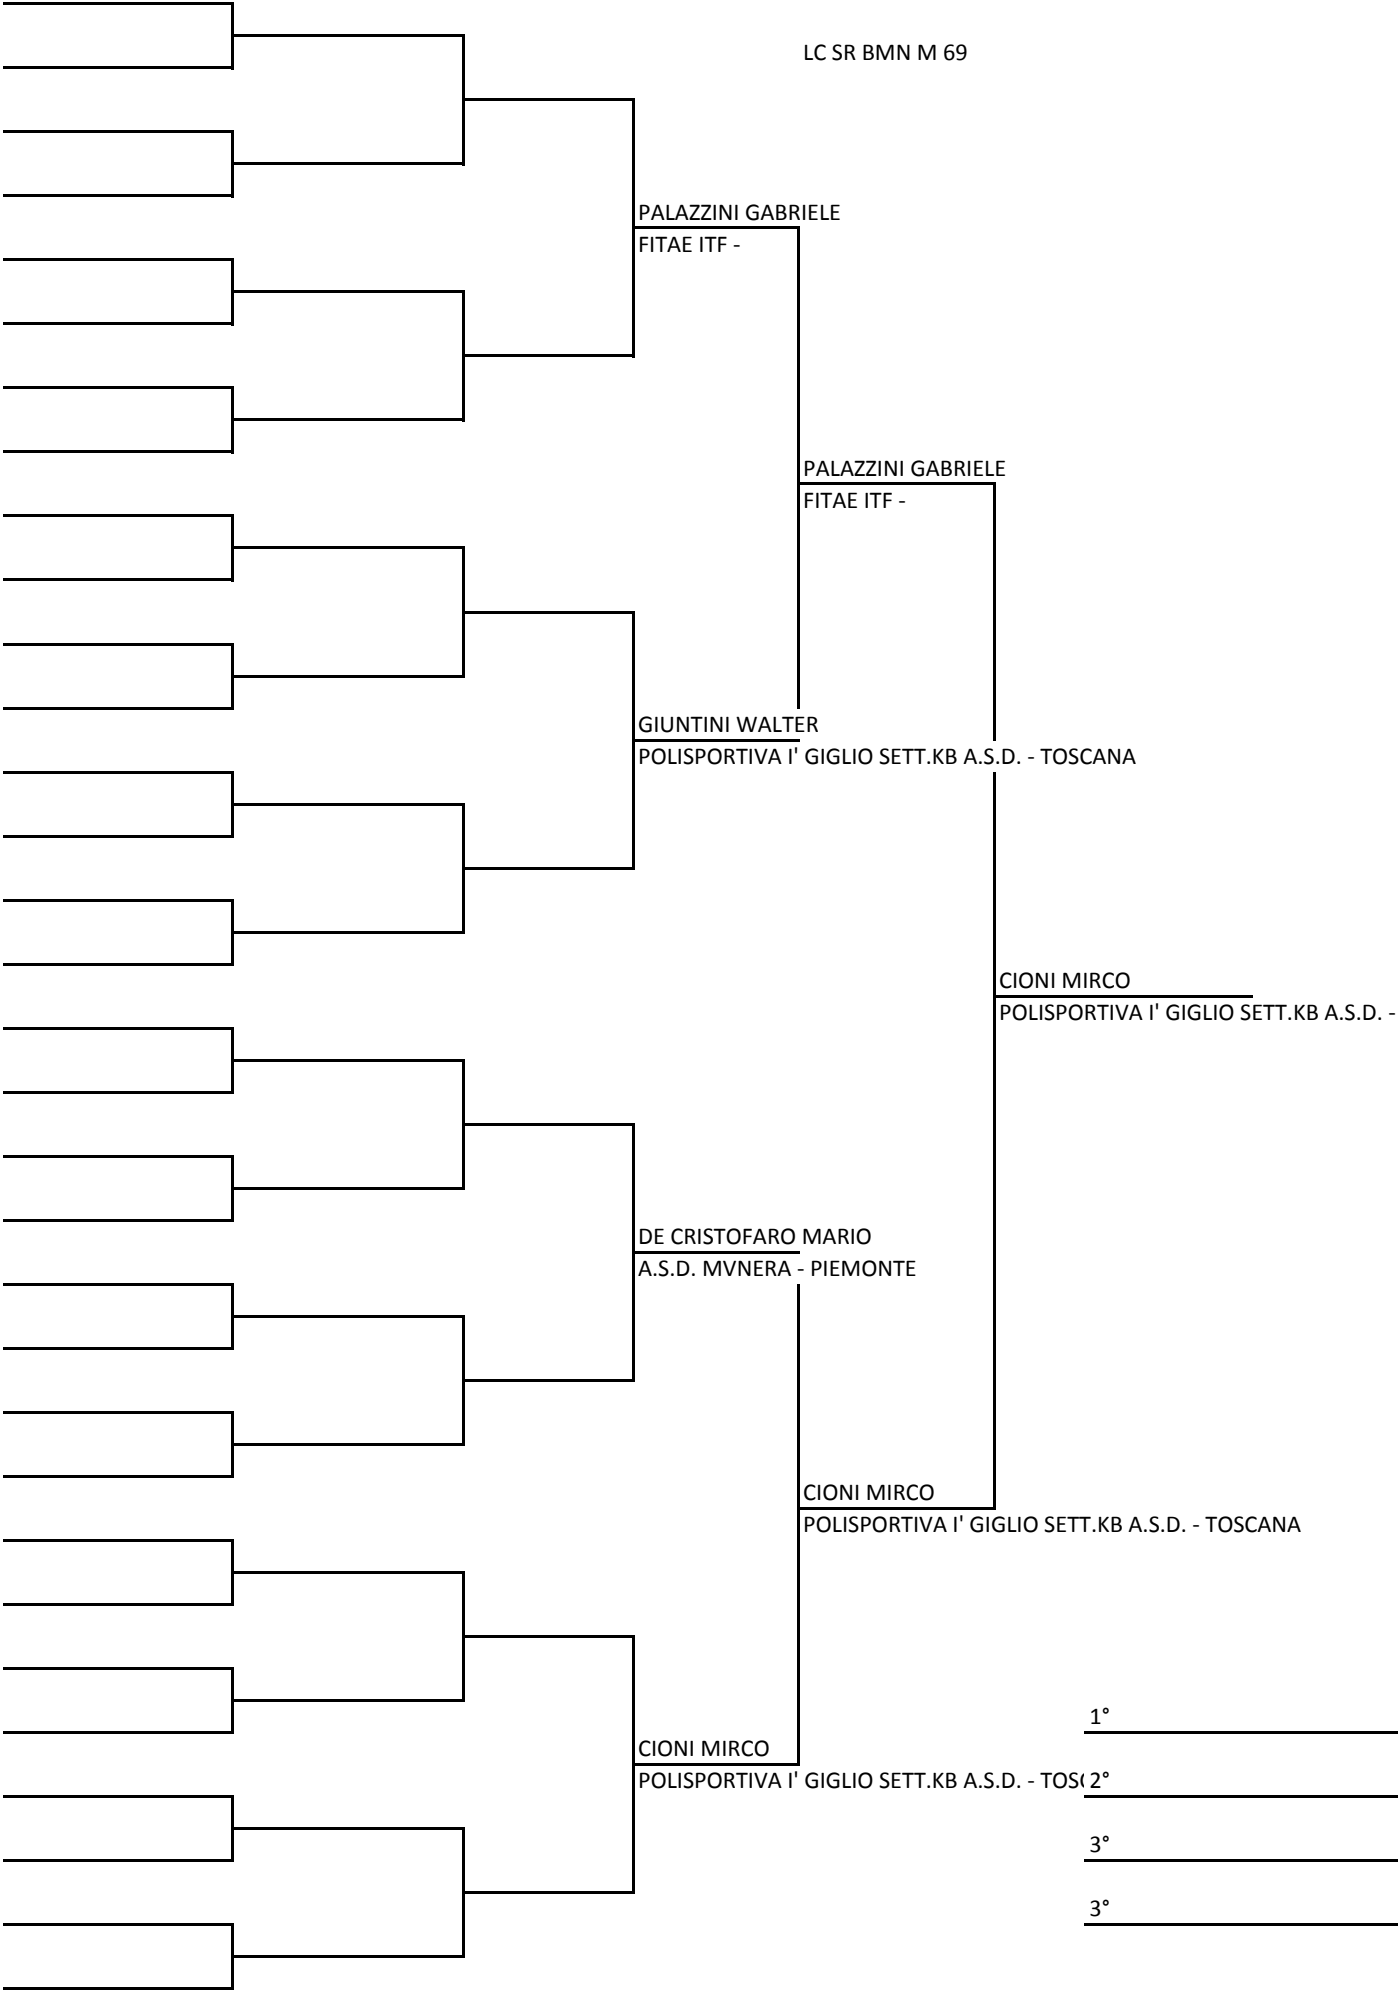 LC SR BMN M 69
PALAZZINI GABRIELE
FITAE ITF -
PALAZZINI GABRIELE
FITAE ITF -
GIUNTINI WALTER
POLISPORTIVA I' GIGLIO SETT.KB A.S.D. - TOSCANA
CIONI MIRCO
POLISPORTIVA I' GIGLIO SETT.KB A.S.D. -
DE CRISTOFARO MARIO
A.S.D. MVNERA - PIEMONTE
CIONI MIRCO
POLISPORTIVA I' GIGLIO SETT.KB A.S.D. - TOSCANA
1°
CIONI MIRCO
POLISPORTIVA I' GIGLIO SETT.KB A.S.D. - TOSC
2°
3°
3°